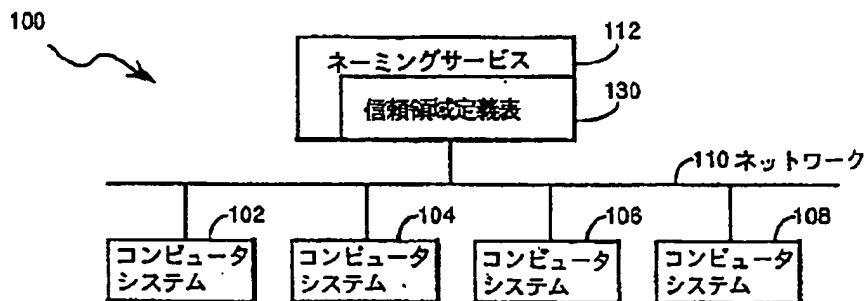 100
112
ネーミングサービス
信頼領域定義表
130
110 ネットワーク
102
104
106
108
コンピュータ
システム
コンピュータ
システム
コンピュータ
システム
コンピュータ
システム